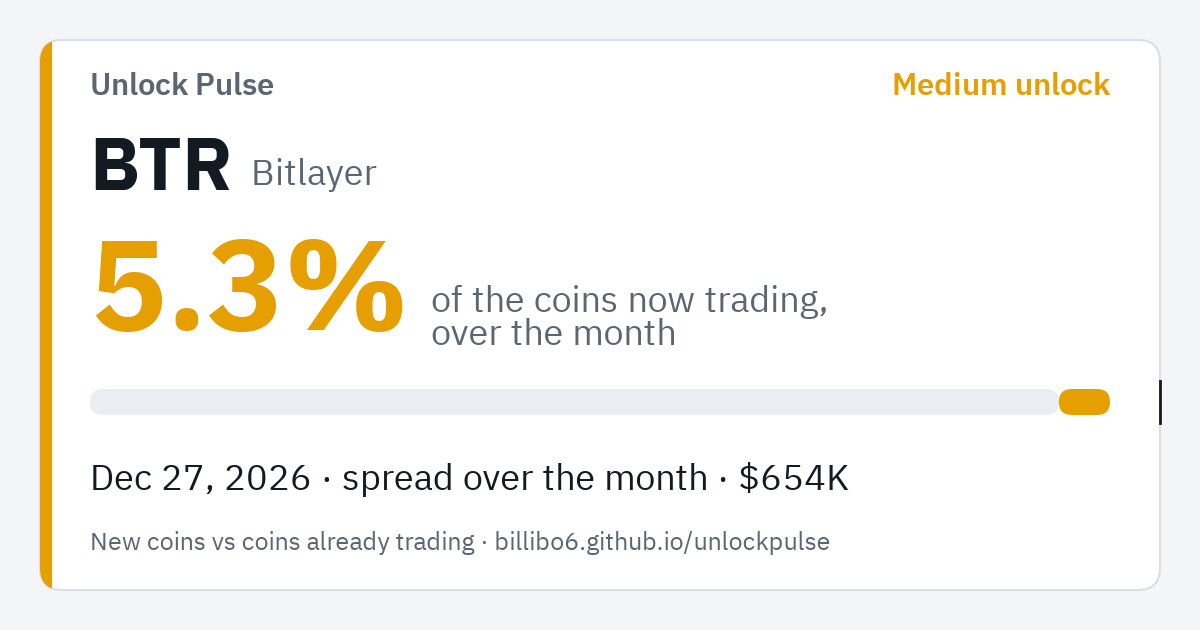 Unlock Pulse
Medium unlock
BTR Bitlayer
5.3% of the coins now trading,
over the month
Dec 27, 2026 · spread over the month · $654K
New coins vs coins already trading · billibo6.github.io/unlockpulse